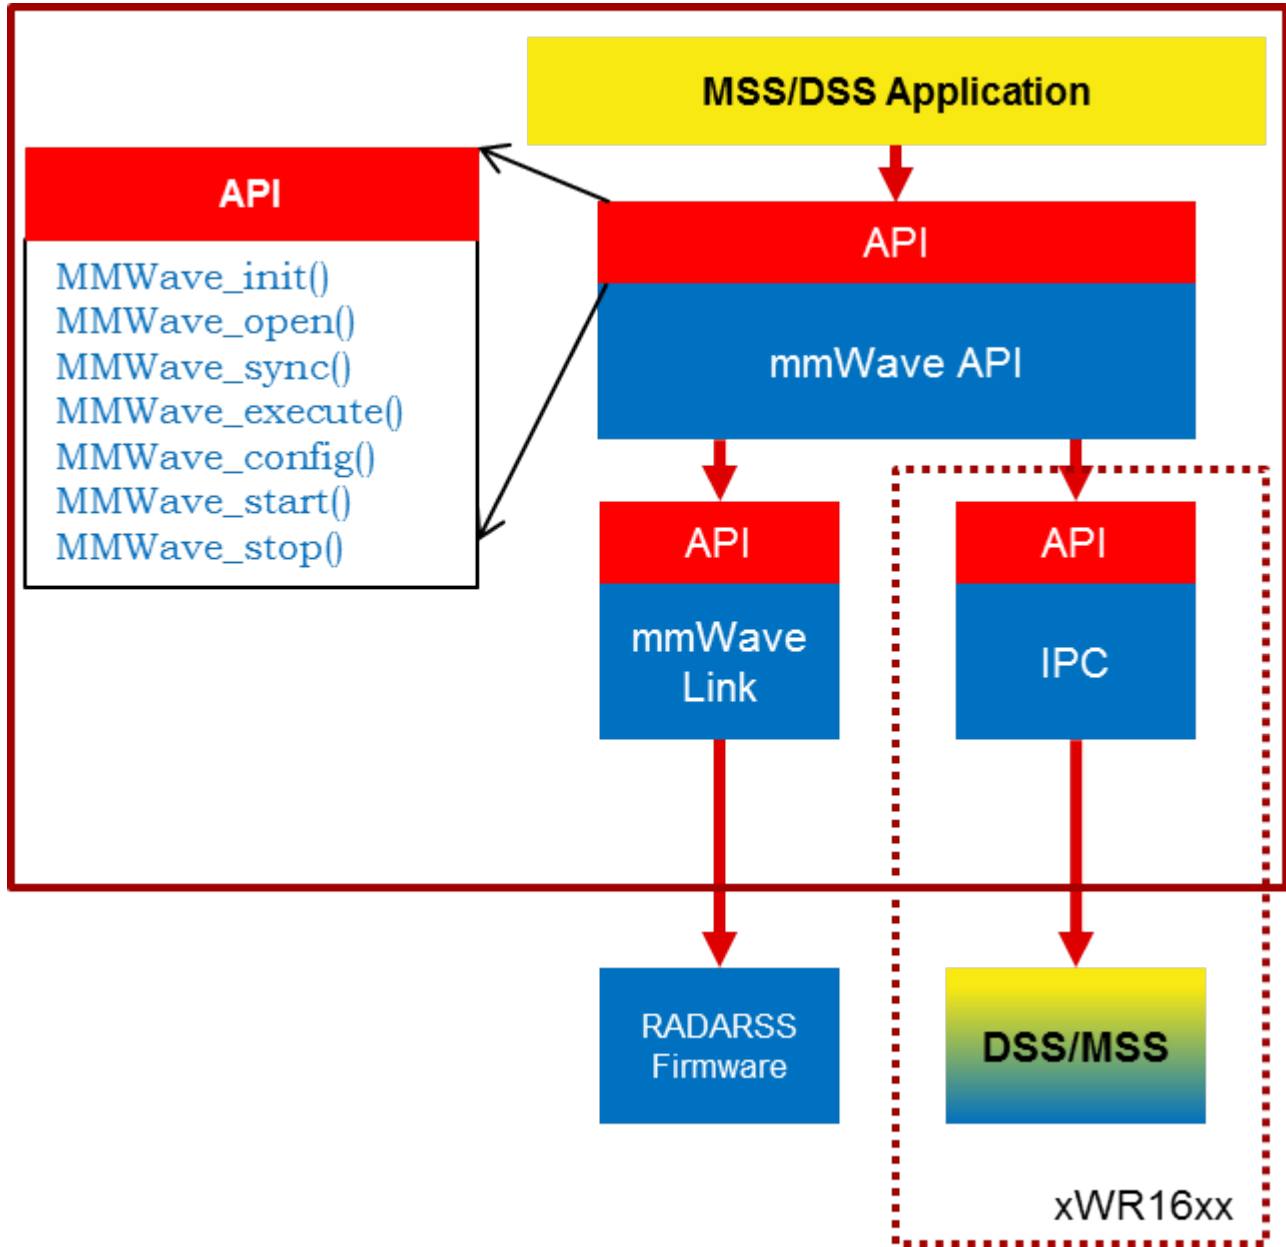 MSS/DSS Application
API
MMWave_init()
MMWave_open()
MMWave_sync()
MMWave_execute()
MMWave_config()
MMWave_start()
MMWave_stop()
API
mmWave API
API
mmWave
Link
API
IPC
RADARSS
Firmware
DSS/MSS
xWR16xx